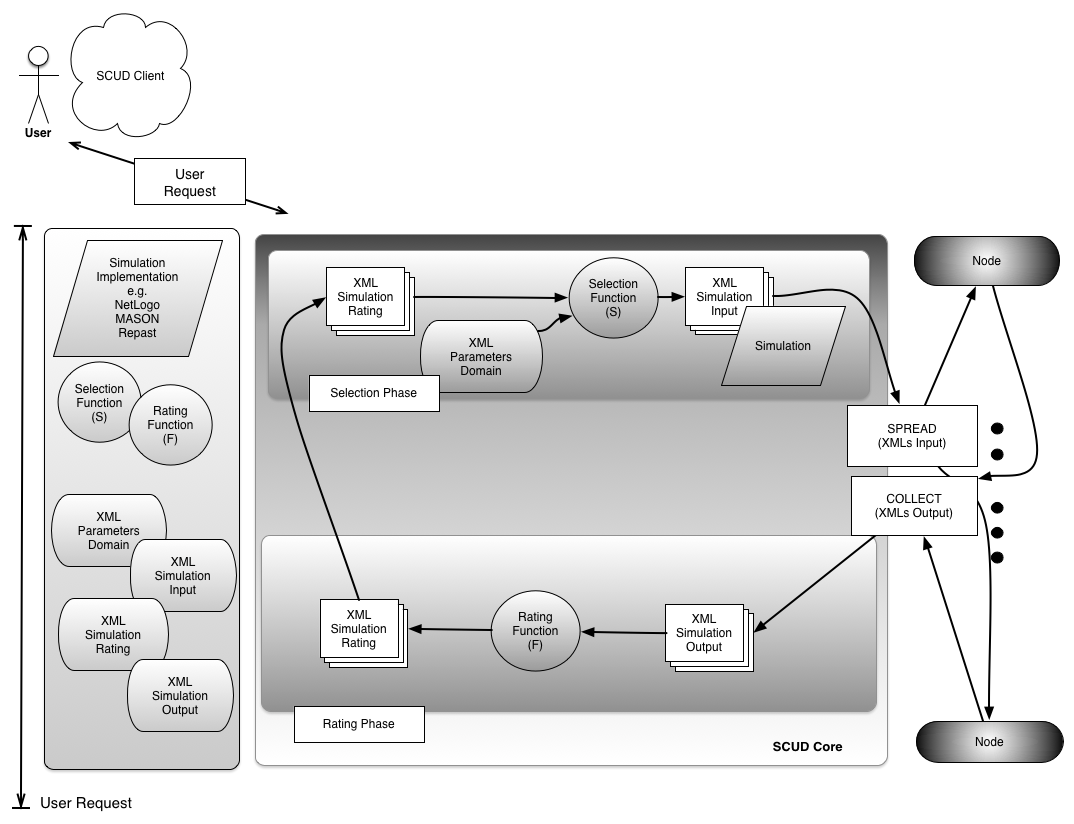 SCUD Client
User
User
Request
Simulation
Implementation
e.g.
NetLogo
MASON
Repast
Selection
Function
(S)
Rating
Function
(F)
XML
Parameters
Domain
XML
Simulation
Input
XML
Simulation
Rating
XML
Simulation
Output
User Request
XML
Simulation
Rating
XML
Parameters
Domain
Selection
Function
(S)
XML
Simulation
Input
Simulation
Selection Phase
SPREAD
(XMLs Input)
COLLECT
(XMLs Output)
Node
XML
Simulation
Rating
Rating
Function
(F)
XML
Simulation
Output
Rating Phase
SCUD Core
Node